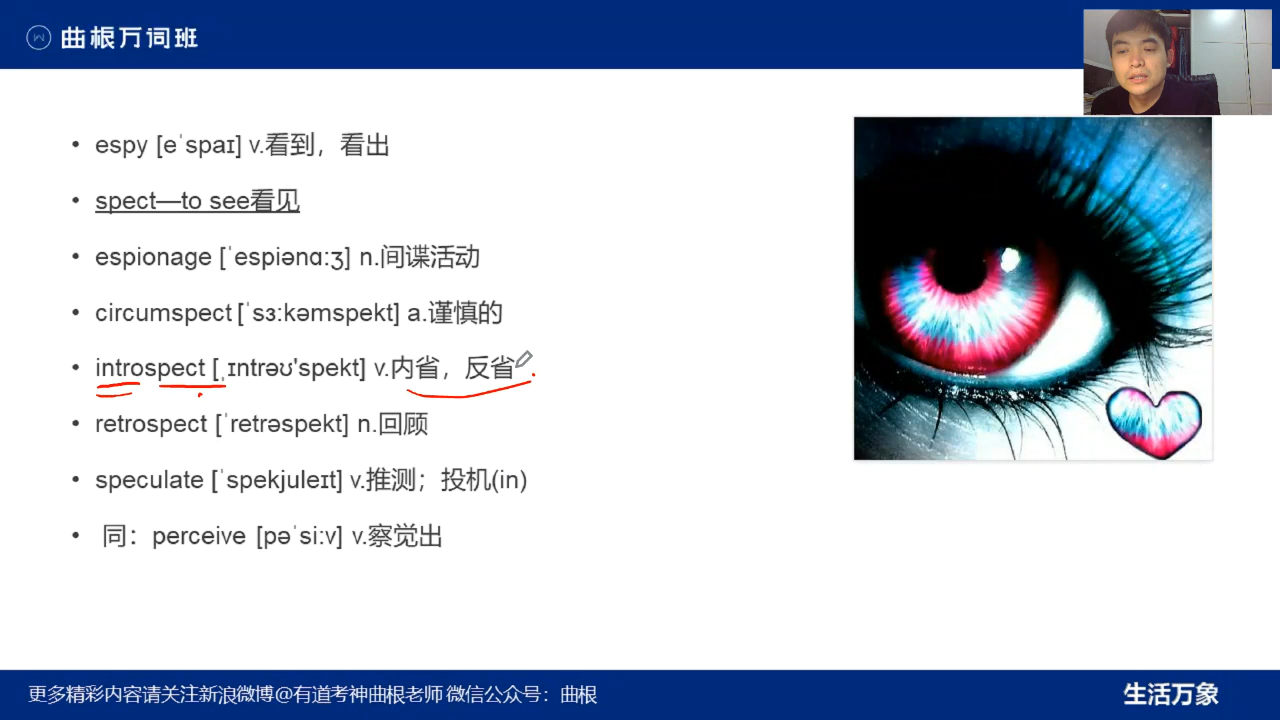 曲根万词班
• espy [eˈspaɪ] v.看到，看出
• spect—to see看见
• espionage [ˈespiənɑːʒ] n.间谍活动
• circumspect [ˈsɜːkəmspekt] a.谨慎的
• introspect [ˌɪntrəʊ'spekt] v.内省，反省
• retrospect [ˈretrəspekt] n.回顾
• speculate [ˈspekjuleɪt] v.推测；投机(in)
• 同：perceive [pəˈsiːv] v.察觉出
更多精彩内容请关注新浪微博@有道考神曲根老师 微信公众号：曲根
生活万象